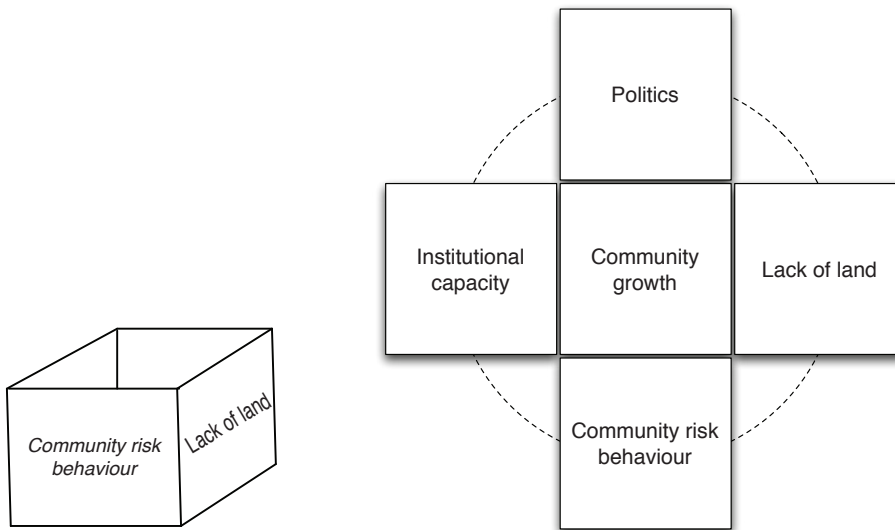 Politics
Institutional
capacity
Community
growth
Lack of land
Community risk
behaviour
Community risk
behaviour
Lack of land